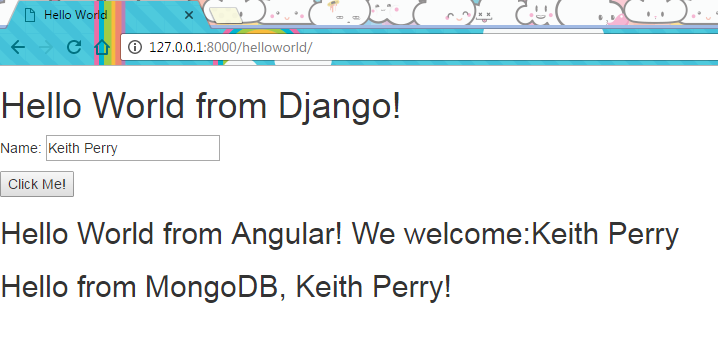 Hello World
127.0.0.1:8000/helloworld/
Hello World from Django!
Name: Keith Perry
Click Me!
Hello World from Angular! We welcome:Keith Perry
Hello from MongoDB, Keith Perry!